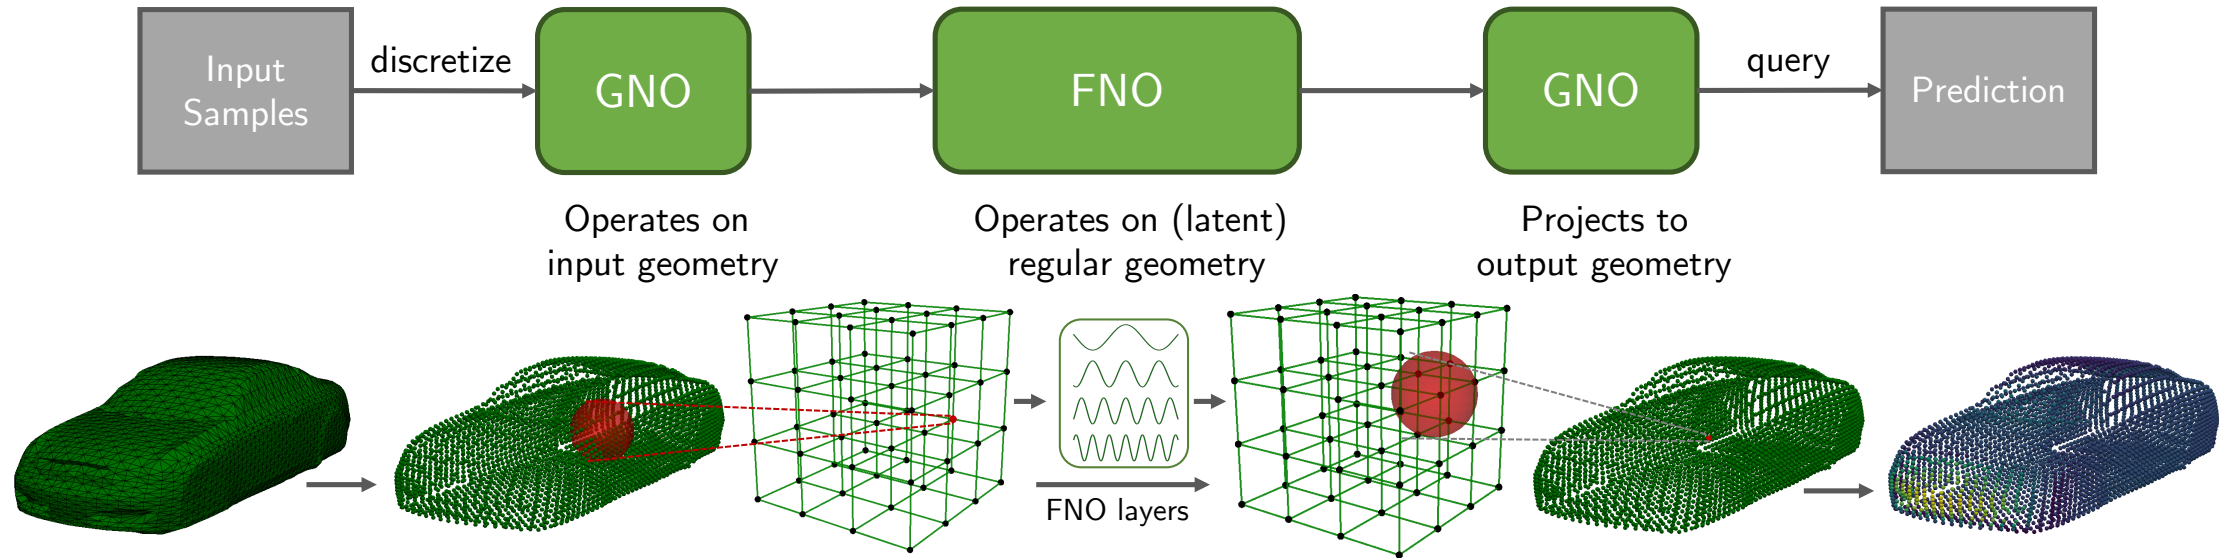 Input
Samples
discretize
GNO
FNO
GNO
query
Prediction
Operates on
input geometry
Operates on (latent)
regular geometry
Projects to
output geometry
FNO layers